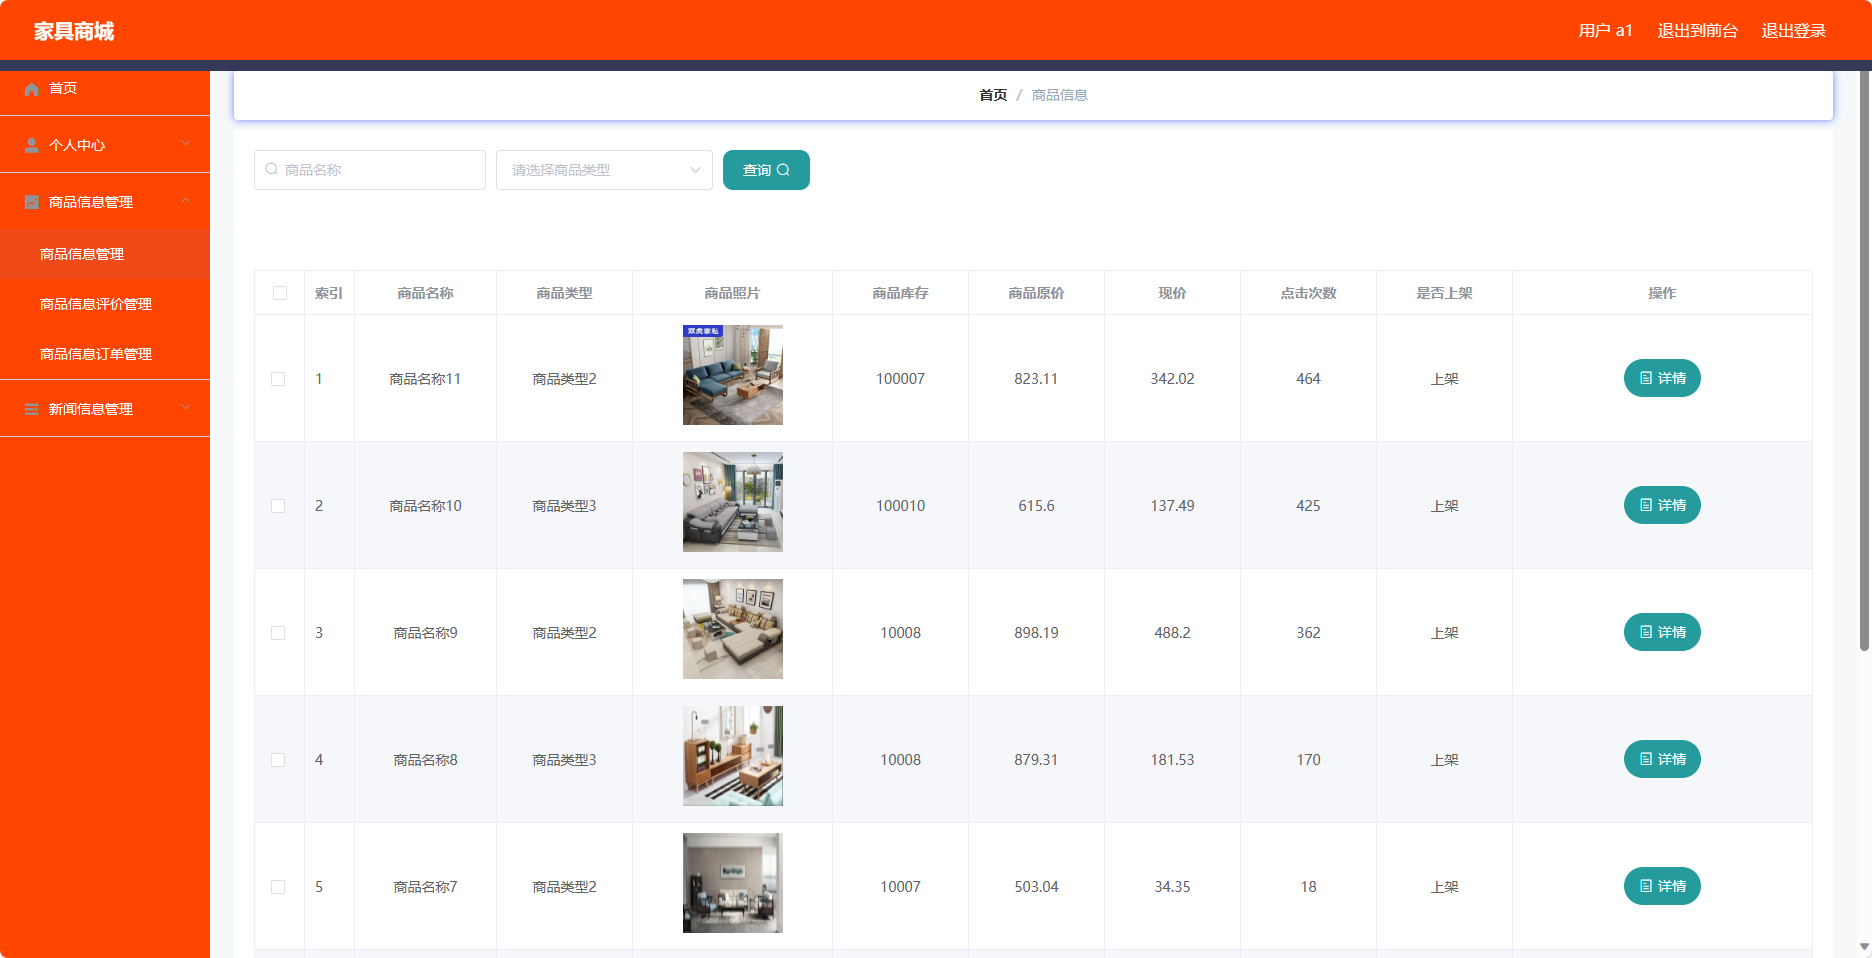 家具商城
用户 a1 退出到前台 退出登录
首页
个人中心
商品信息管理
商品信息管理
商品信息评价管理
商品信息订单管理
新闻信息管理
首页 / 商品信息
商品名称 请选择商品类型 查询
索引 商品名称 商品类型 商品照片 商品库存 商品原价 现价 点击次数 是否上架 操作
双虎家私
1 商品名称11 商品类型2 100007 823.11 342.02 464 上架 详情
2 商品名称10 商品类型3 100010 615.6 137.49 425 上架 详情
3 商品名称9 商品类型2 10008 898.19 488.2 362 上架 详情
4 商品名称8 商品类型3 10008 879.31 181.53 170 上架 详情
5 商品名称7 商品类型2 10007 503.04 34.35 18 上架 详情